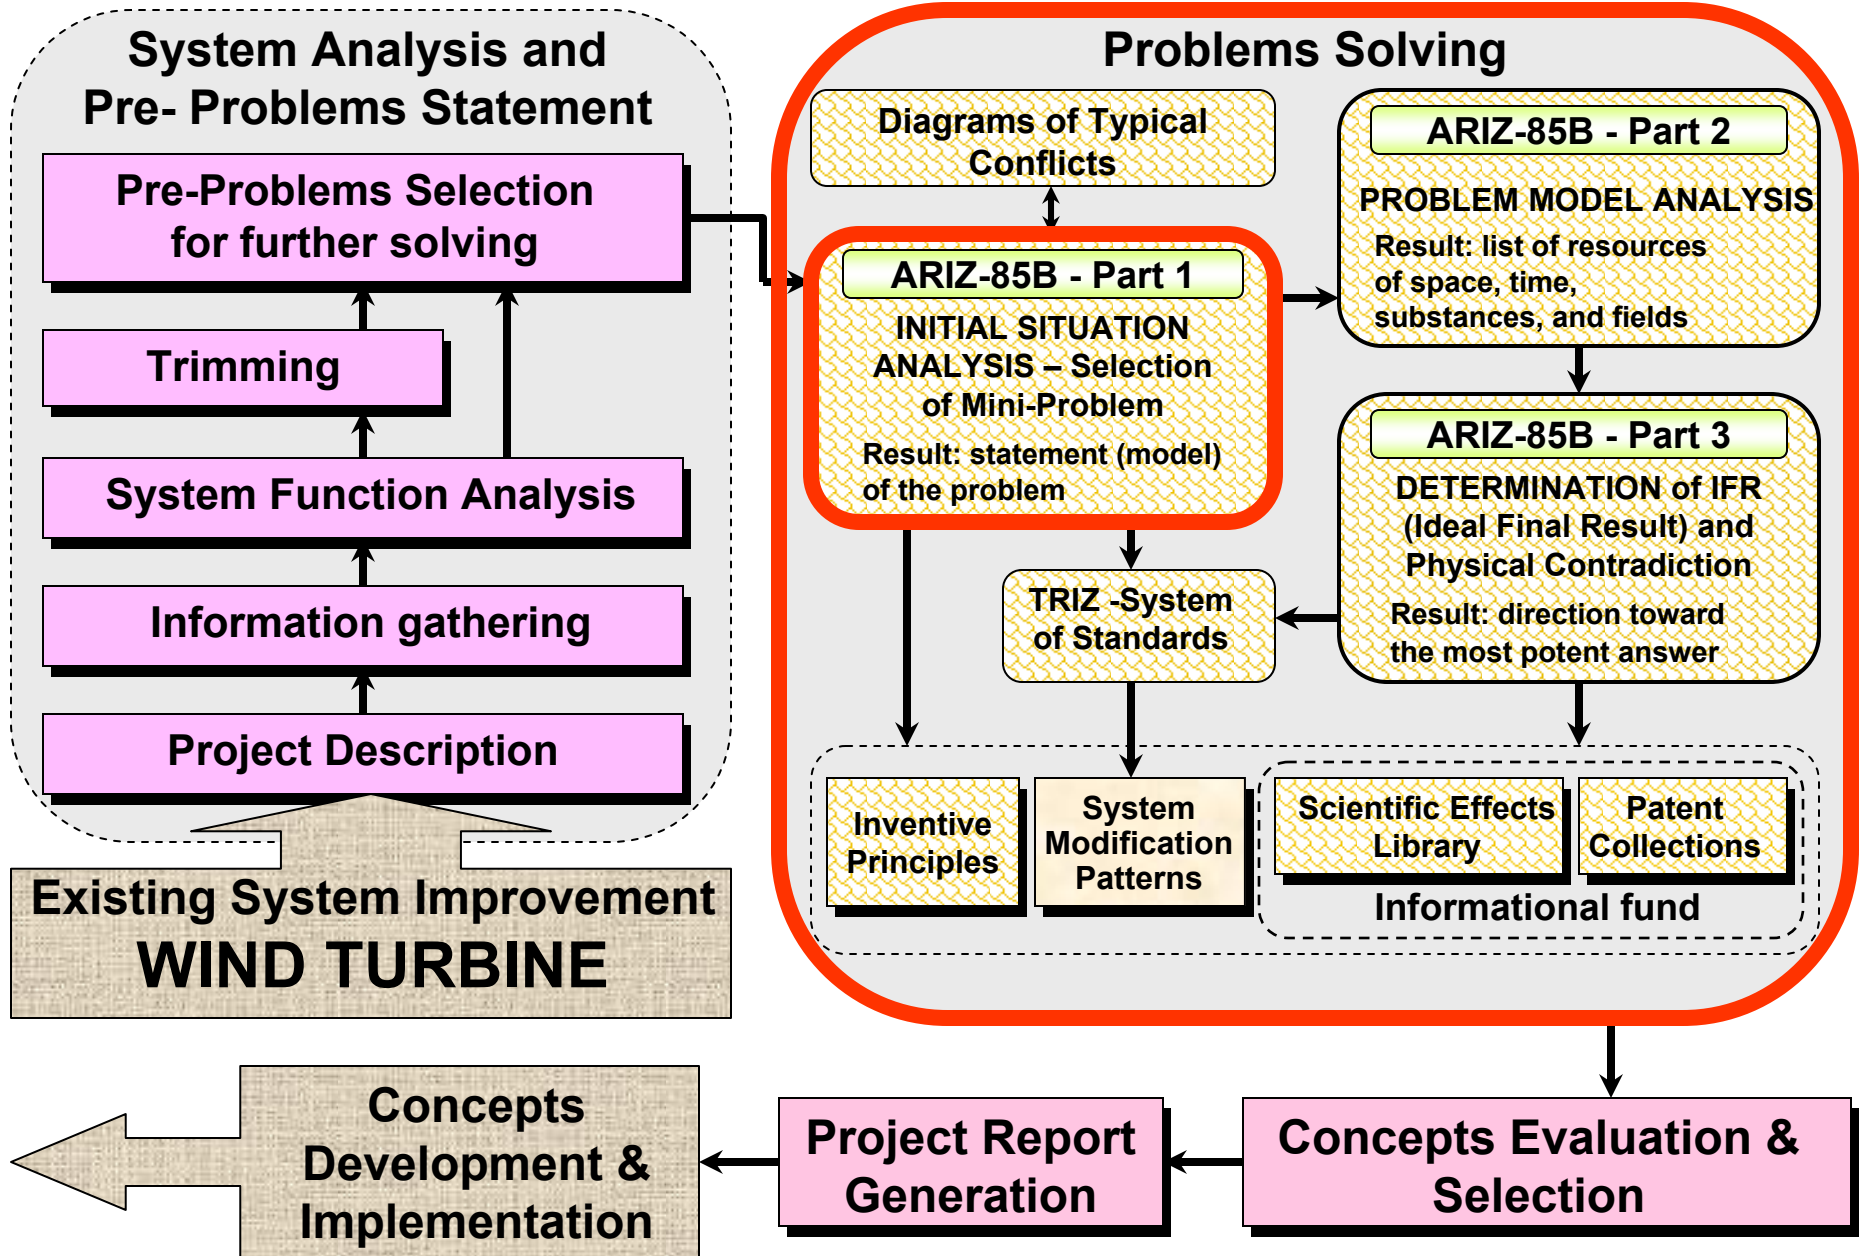 System Analysis and
Pre- Problems Statement
Pre-Problems Selection
for further solving
Trimming
System Function Analysis
Information gathering
Project Description
Existing System Improvement
WIND TURBINE
Problems Solving
Diagrams of Typical
Conflicts
ARIZ-85B - Part 1
INITIAL SITUATION
ANALYSIS – Selection
of Mini-Problem
Result: statement (model)
of the problem
ARIZ-85B - Part 2
PROBLEM MODEL ANALYSIS
Result: list of resources
of space, time,
substances, and fields
ARIZ-85B - Part 3
DETERMINATION of IFR
(Ideal Final Result) and
Physical Contradiction
Result: direction toward
the most potent answer
TRIZ -System
of Standards
Inventive
Principles
System
Modification
Patterns
Scientific Effects
Library
Patent
Collections
Informational fund
Concepts Evaluation &
Selection
Project Report
Generation
Concepts
Development &
Implementation